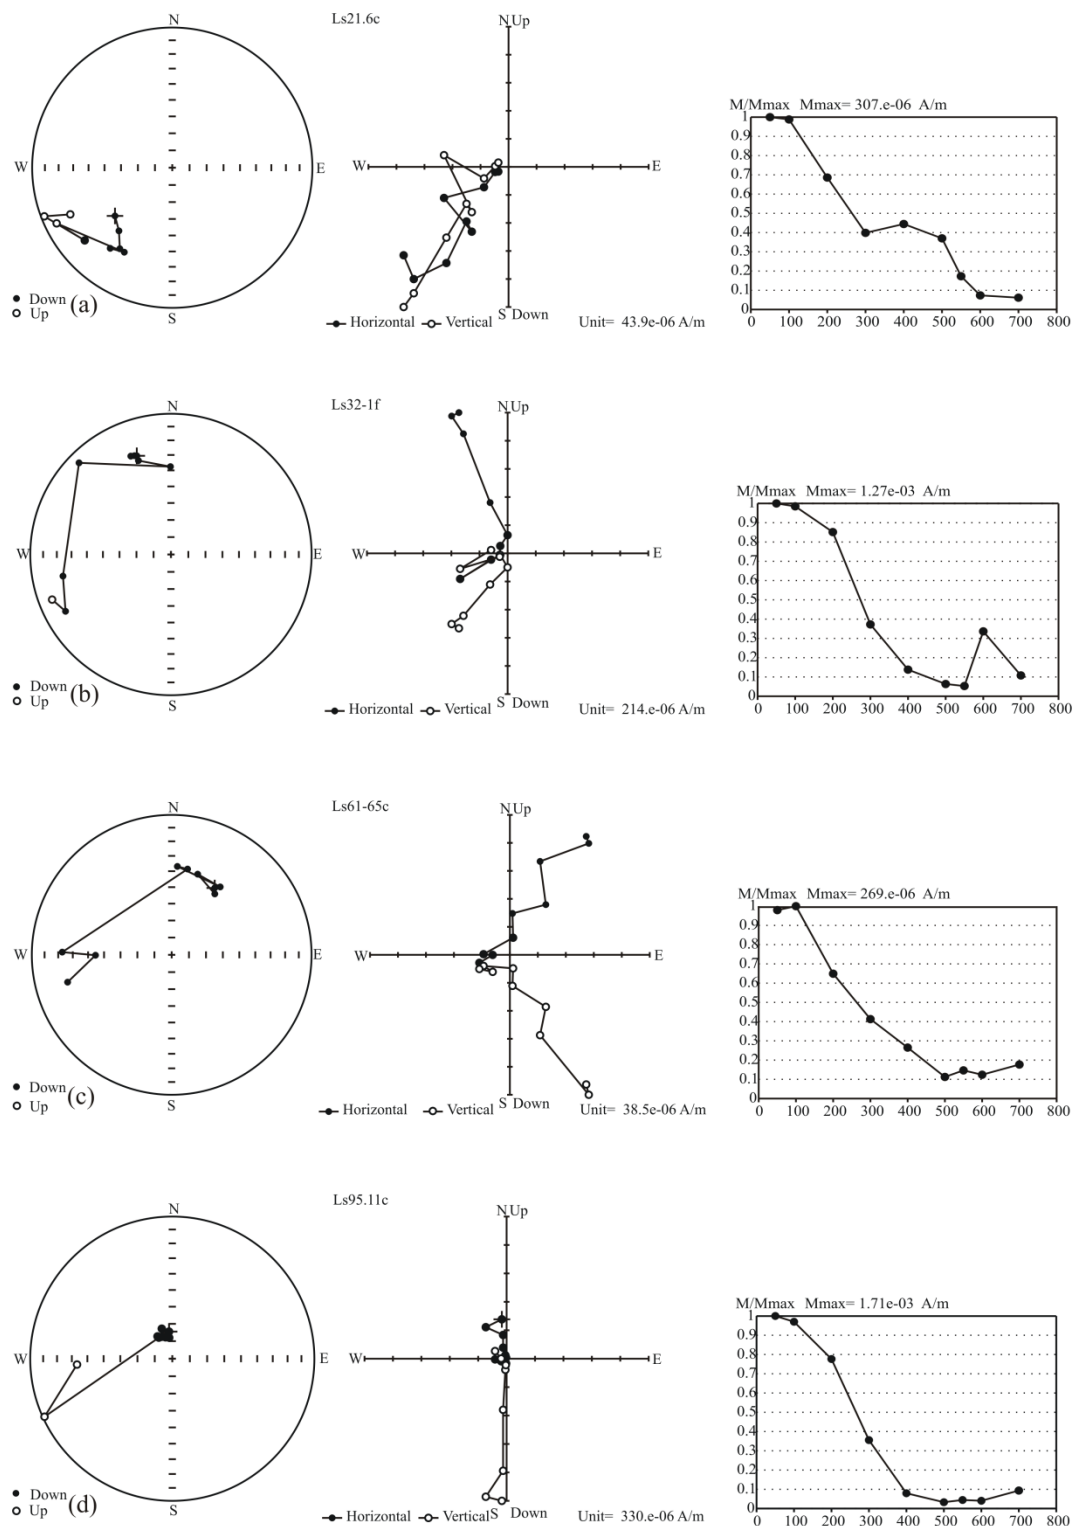 Ls21.6c
N
W
E
S
● Down
○ Up
(a)
N Up
W
E
S Down
Horizontal Vertical
Unit= 43.9e-06 A/m
M/Mmax Mmax= 307.e-06 A/m
1
0.9
0.8
0.7
0.6
0.5
0.4
0.3
0.2
0.1
0
0 100 200 300 400 500 600 700 800
Ls32-1f
N
W
E
S
● Down
○ Up
(b)
N Up
W
E
S Down
Horizontal Vertical
Unit= 214.e-06 A/m
M/Mmax Mmax= 1.27e-03 A/m
1
0.9
0.8
0.7
0.6
0.5
0.4
0.3
0.2
0.1
0
0 100 200 300 400 500 600 700 800
Ls61-65c
N
W
E
S
● Down
○ Up
(c)
N Up
W
E
S Down
Horizontal Vertical
Unit= 38.5e-06 A/m
M/Mmax Mmax= 269.e-06 A/m
1
0.9
0.8
0.7
0.6
0.5
0.4
0.3
0.2
0.1
0
0 100 200 300 400 500 600 700 800
Ls95.11c
N
W
E
S
● Down
○ Up
(d)
N Up
W
E
S Down
Horizontal Vertical
Unit= 330.e-06 A/m
M/Mmax Mmax= 1.71e-03 A/m
1
0.9
0.8
0.7
0.6
0.5
0.4
0.3
0.2
0.1
0
0 100 200 300 400 500 600 700 800